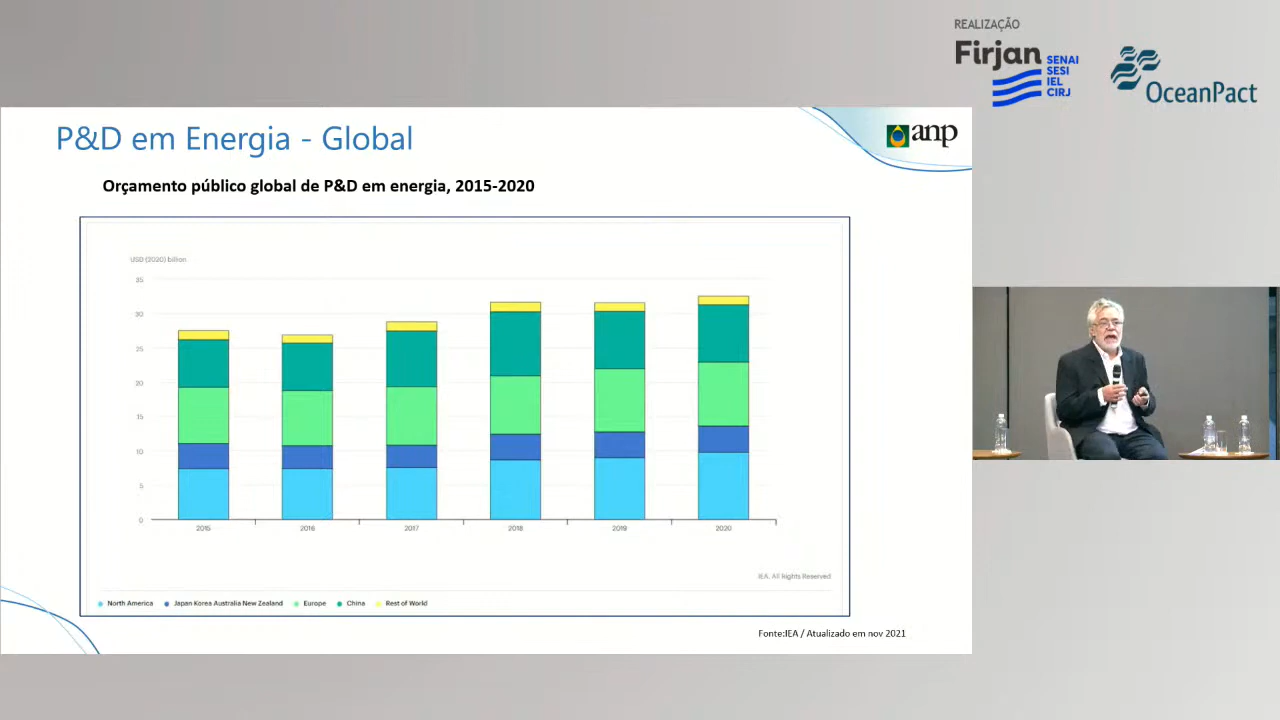 REALIZAÇÃO
Firjan SENAI
SESI
IEL
CIRJ
OceanPact
P&D em Energia - Global
anp
Orçamento público global de P&D em energia, 2015-2020
USD (2020) billion
35
30
25
20
15
10
5
0
2015 2016 2017 2018 2019 2020
IEA. All Rights Reserved
North America Japan Korea Australia New Zealand Europe China Rest of World
Fonte:IEA / Atualizado em nov 2021